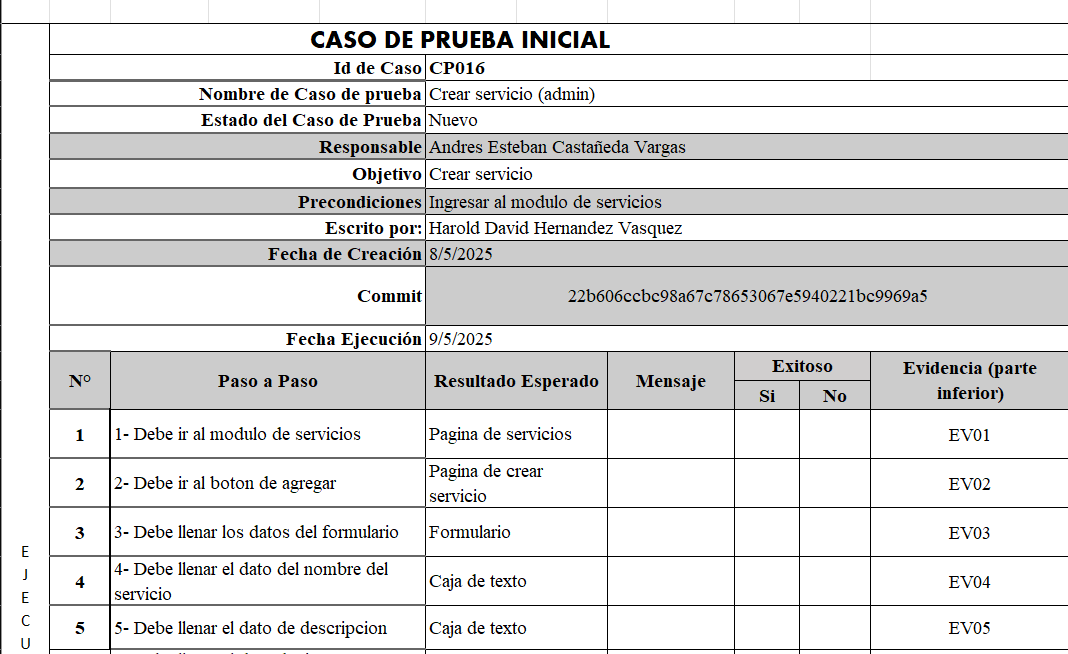 CASO DE PRUEBA INICIAL
Id de Caso CP016
Nombre de Caso de prueba Crear servicio (admin)
Estado del Caso de Prueba Nuevo
Responsable Andres Esteban Castañeda Vargas
Objetivo Crear servicio
Precondiciones Ingresar al modulo de servicios
Escrito por: Harold David Hernandez Vasquez
Fecha de Creación 8/5/2025
Commit 22b606ccbc98a67c78653067e5940221bc9969a5
Fecha Ejecución 9/5/2025
N° Paso a Paso Resultado Esperado Mensaje Exitoso Evidencia (parte
inferior)
Si No
1 1- Debe ir al modulo de servicios Pagina de servicios EV01
2 2- Debe ir al boton de agregar Pagina de crear
servicio EV02
3 3- Debe llenar los datos del formulario Formulario EV03
4 4- Debe llenar el dato del nombre del
servicio Caja de texto EV04
5 5- Debe llenar el dato de descripcion Caja de texto EV05
E
J
E
C
U